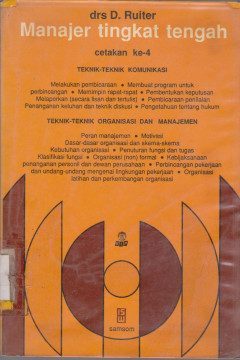 drs D. Ruiter
Manajer tingkat tengah
cetakan ke-4
TEKNIK-TEKNIK KOMUNIKASI
Melakukan pembicaraan • Membuat program untuk
perbincangan • Memimpin rapat-rapat • Pembentukan keputusan
Melaporkan (secara lisan dan tertulis) • Pembicaraan penilaian
Penanganan keluhan dan teknik diskusi • Pengetahuan tentang hukum
TEKNIK-TEKNIK ORGANISASI DAN MANAJEMEN
Peran manajemen • Motivasi
Dasar-dasar organisasi dan skema-skema
Kebutuhan organisasi • Penuturan fungsi dan tugas
Klasifikasi fungsi • Organisasi (non) formal • Kebijaksanaan
penanganan personil dan dewan perusahaan • Perbincangan pekerjaan
dan undang-undang mengenai lingkungan pekerjaan • Organisasi
latihan dan perkembangan organisasi
samsom